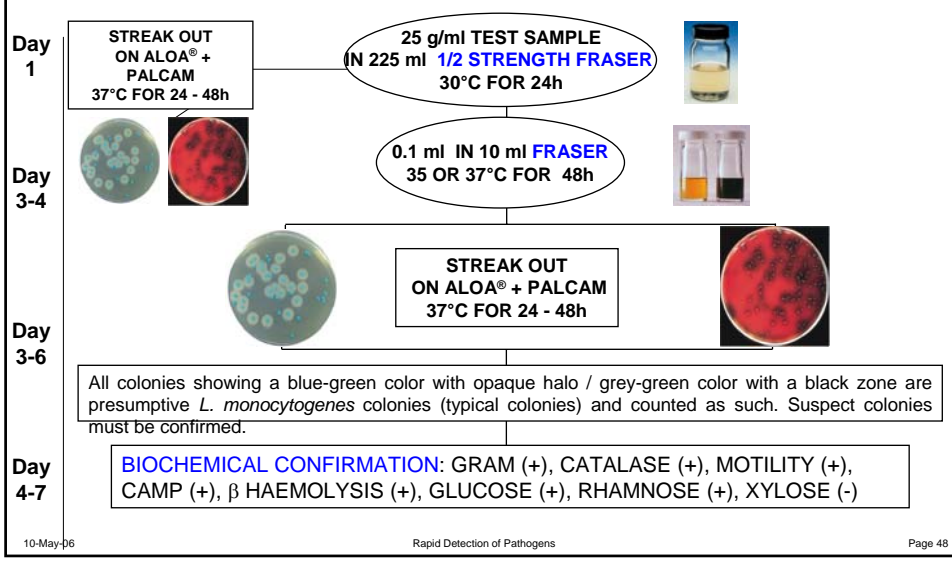 Day
1
STREAK OUT
ON ALOA® +
PALCAM
37°C FOR 24 - 48h
25 g/ml TEST SAMPLE
IN 225 ml 1/2 STRENGTH FRASER
30°C FOR 24h
Day
3-4
0.1 ml IN 10 ml FRASER
35 OR 37°C FOR 48h
STREAK OUT
ON ALOA® + PALCAM
37°C FOR 24 - 48h
Day
3-6
All colonies showing a blue-green color with opaque halo / grey-green color with a black zone are
presumptive L. monocytogenes colonies (typical colonies) and counted as such. Suspect colonies
must be confirmed.
Day
4-7
BIOCHEMICAL CONFIRMATION: GRAM (+), CATALASE (+), MOTILITY (+),
CAMP (+), β HAEMOLYSIS (+), GLUCOSE (+), RHAMNOSE (+), XYLOSE (-)
10-May-06
Rapid Detection of Pathogens
Page 48